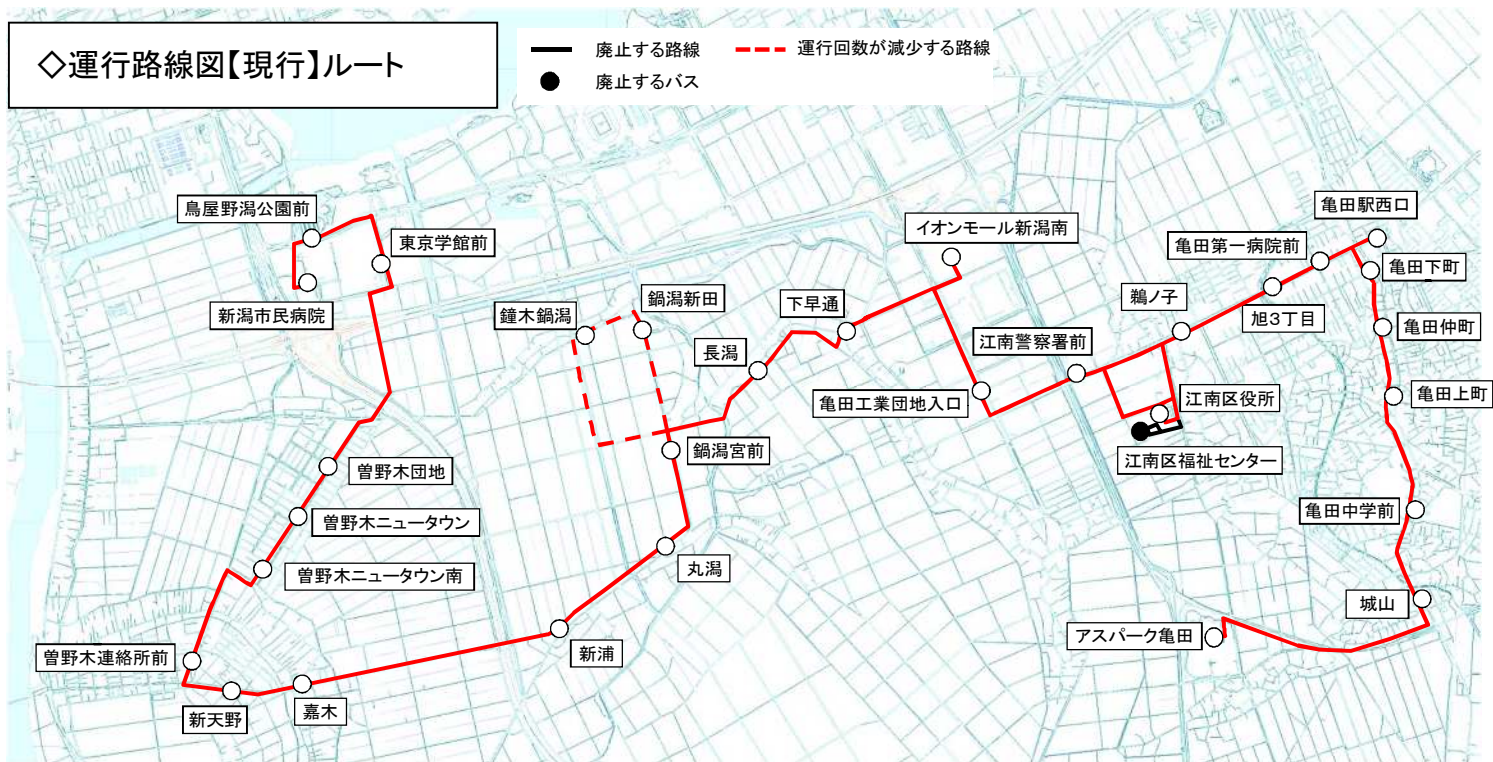 ◇運行路線図【現行】ルート
廃止する路線
運行回数が減少する路線
廃止するバス
鳥屋野潟公園前
東京学館前
新潟市民病院
鐘木鍋潟
鍋潟新田
長潟
下早通
イオンモール新潟南
亀田駅西口
亀田第一病院前
亀田下町
鵜ノ子
旭3丁目
亀田仲町
江南警察署前
亀田工業団地入口
江南区役所
亀田上町
江南区福祉センター
鍋潟宮前
曽野木団地
曽野木ニュータウン
亀田中学前
曽野木ニュータウン南
丸潟
城山
アスパーク亀田
新浦
曽野木連絡所前
新天野
嘉木